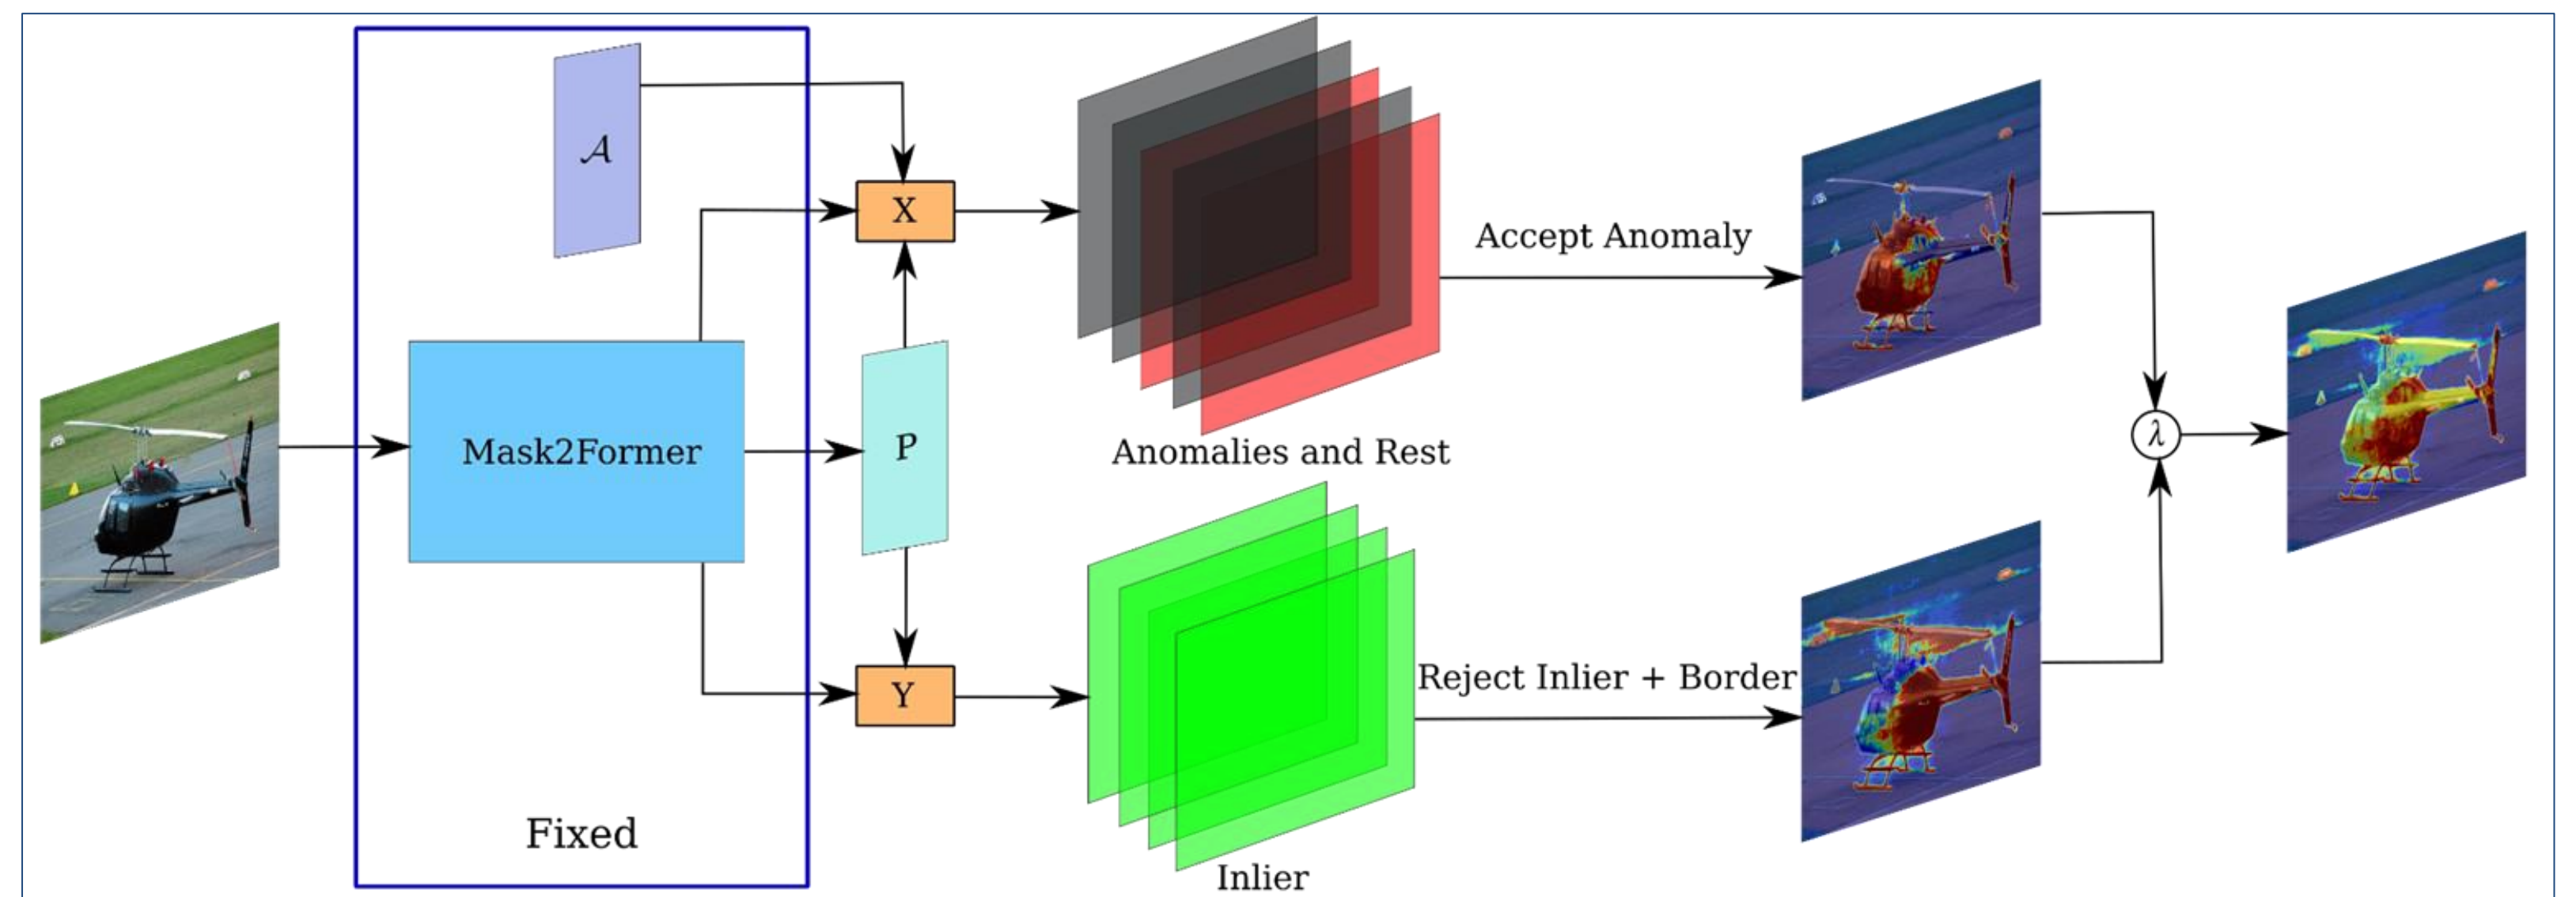 𝒜
X
Accept Anomaly
Mask2Former
P
Anomalies and Rest
λ
Y
Reject Inlier + Border
Fixed
Inlier